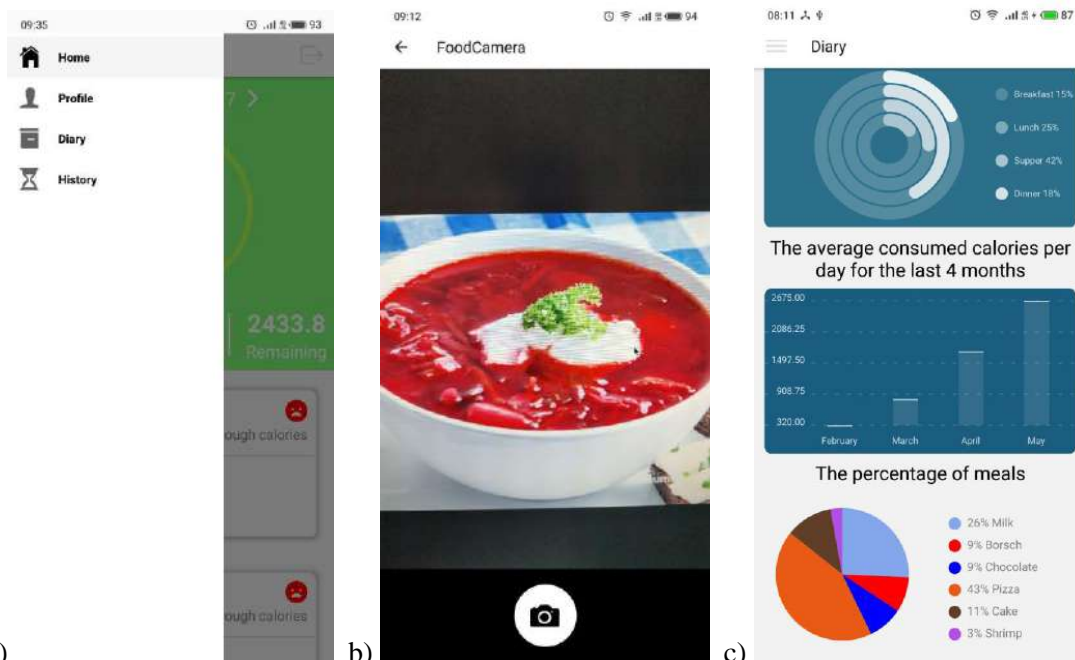 09:35
93
Home
Profile
Diary
History
7 >
2433.8
Remaining
ough calories
ough calories
)
09:12
94
← FoodCamera
b)
08:11
87
Diary
Breakfast 15%
Lunch 25%
Supper 42%
Dinner 18%
The average consumed calories per
day for the last 4 months
2675.00
2086.25
1497.50
908.75
320.00
February March April May
The percentage of meals
26% Milk
9% Borsch
9% Chocolate
43% Pizza
11% Cake
3% Shrimp
c)